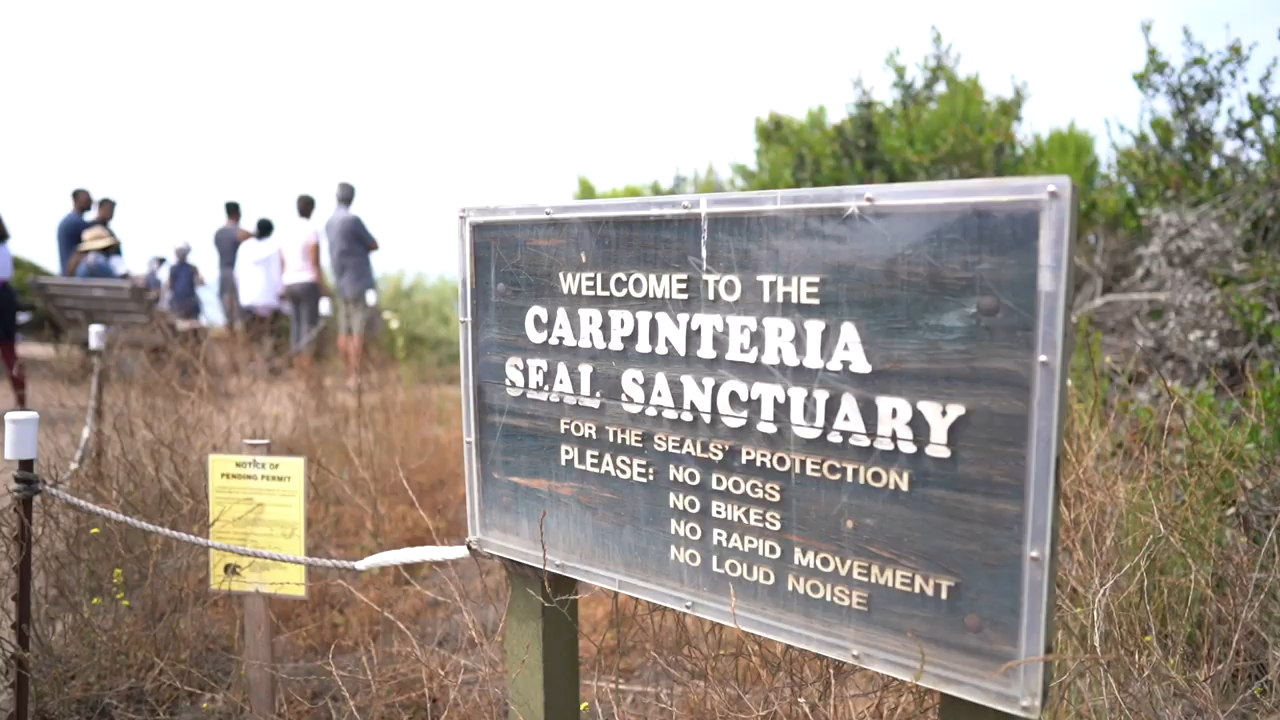 WELCOME TO THE
CARPINTERIA
SEAL SANCTUARY
FOR THE SEALS' PROTECTION
PLEASE: NO DOGS
NO BIKES
NO RAPID MOVEMENT
NO LOUD NOISE
NOTICE OF
PENDING PERMIT